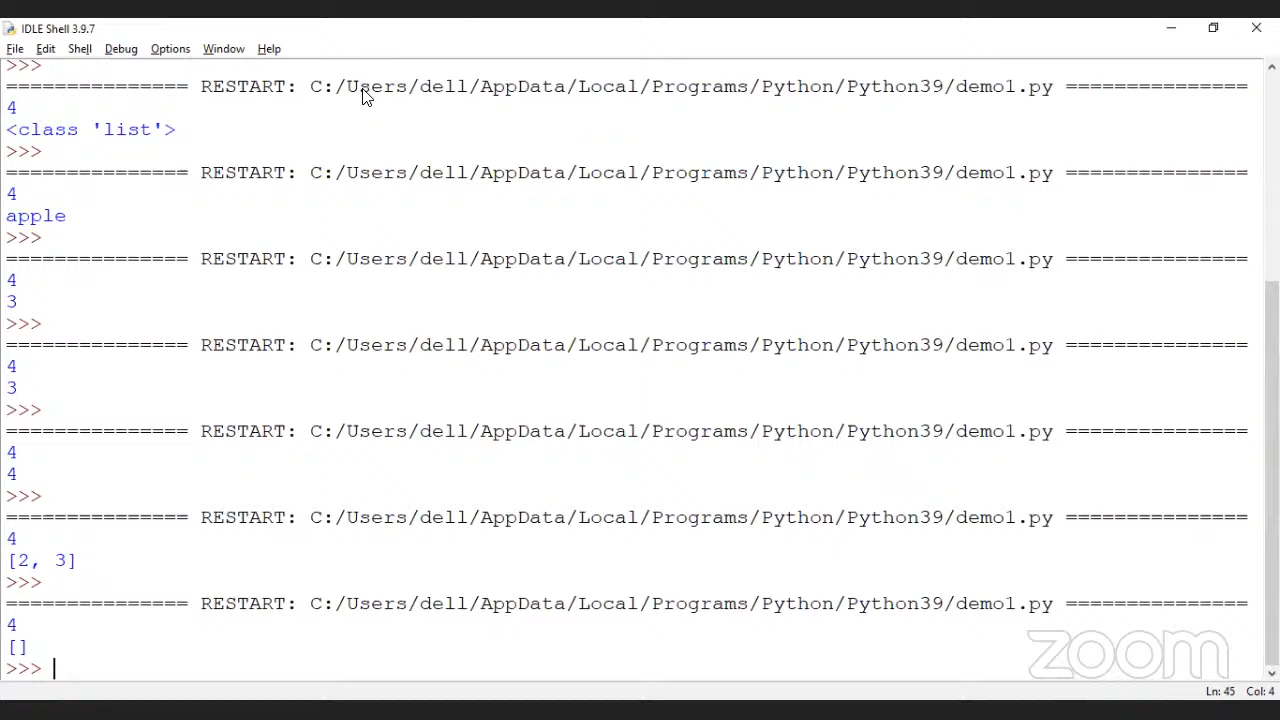 IDLE Shell 3.9.7
File Edit Shell Debug Options Window Help
>>>
=============== RESTART: C:/Users/dell/AppData/Local/Programs/Python/Python39/demo1.py ===============
4
<class 'list'>
>>>
=============== RESTART: C:/Users/dell/AppData/Local/Programs/Python/Python39/demo1.py ===============
4
apple
>>>
=============== RESTART: C:/Users/dell/AppData/Local/Programs/Python/Python39/demo1.py ===============
4
3
>>>
=============== RESTART: C:/Users/dell/AppData/Local/Programs/Python/Python39/demo1.py ===============
4
3
>>>
=============== RESTART: C:/Users/dell/AppData/Local/Programs/Python/Python39/demo1.py ===============
4
4
>>>
=============== RESTART: C:/Users/dell/AppData/Local/Programs/Python/Python39/demo1.py ===============
4
[2, 3]
>>>
=============== RESTART: C:/Users/dell/AppData/Local/Programs/Python/Python39/demo1.py ===============
4
[]
>>>
zoom
Ln: 45 Col: 4